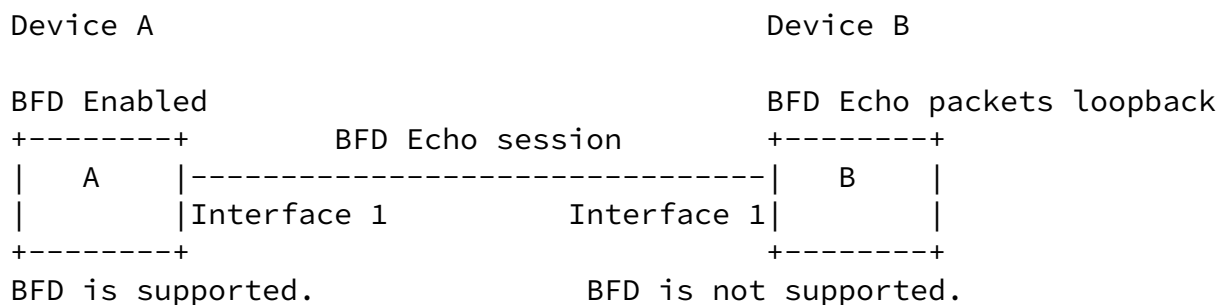 Device A                                  Device B
BFD Enabled                               BFD Echo packets loopback
+--------+        BFD Echo session        +--------+
|   A    |--------------------------------|   B    |
|        |Interface 1          Interface 1|        |
+--------+                                +--------+
BFD is supported.               BFD is not supported.